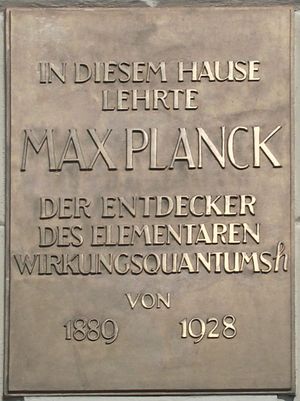 IN DIESEM HAUSE
LEHRTE
MAX PLANCK
DER ENTDECKER
DES ELEMENTAREN
WIRKUNGSQUANTUMS h
VON
1889 1928